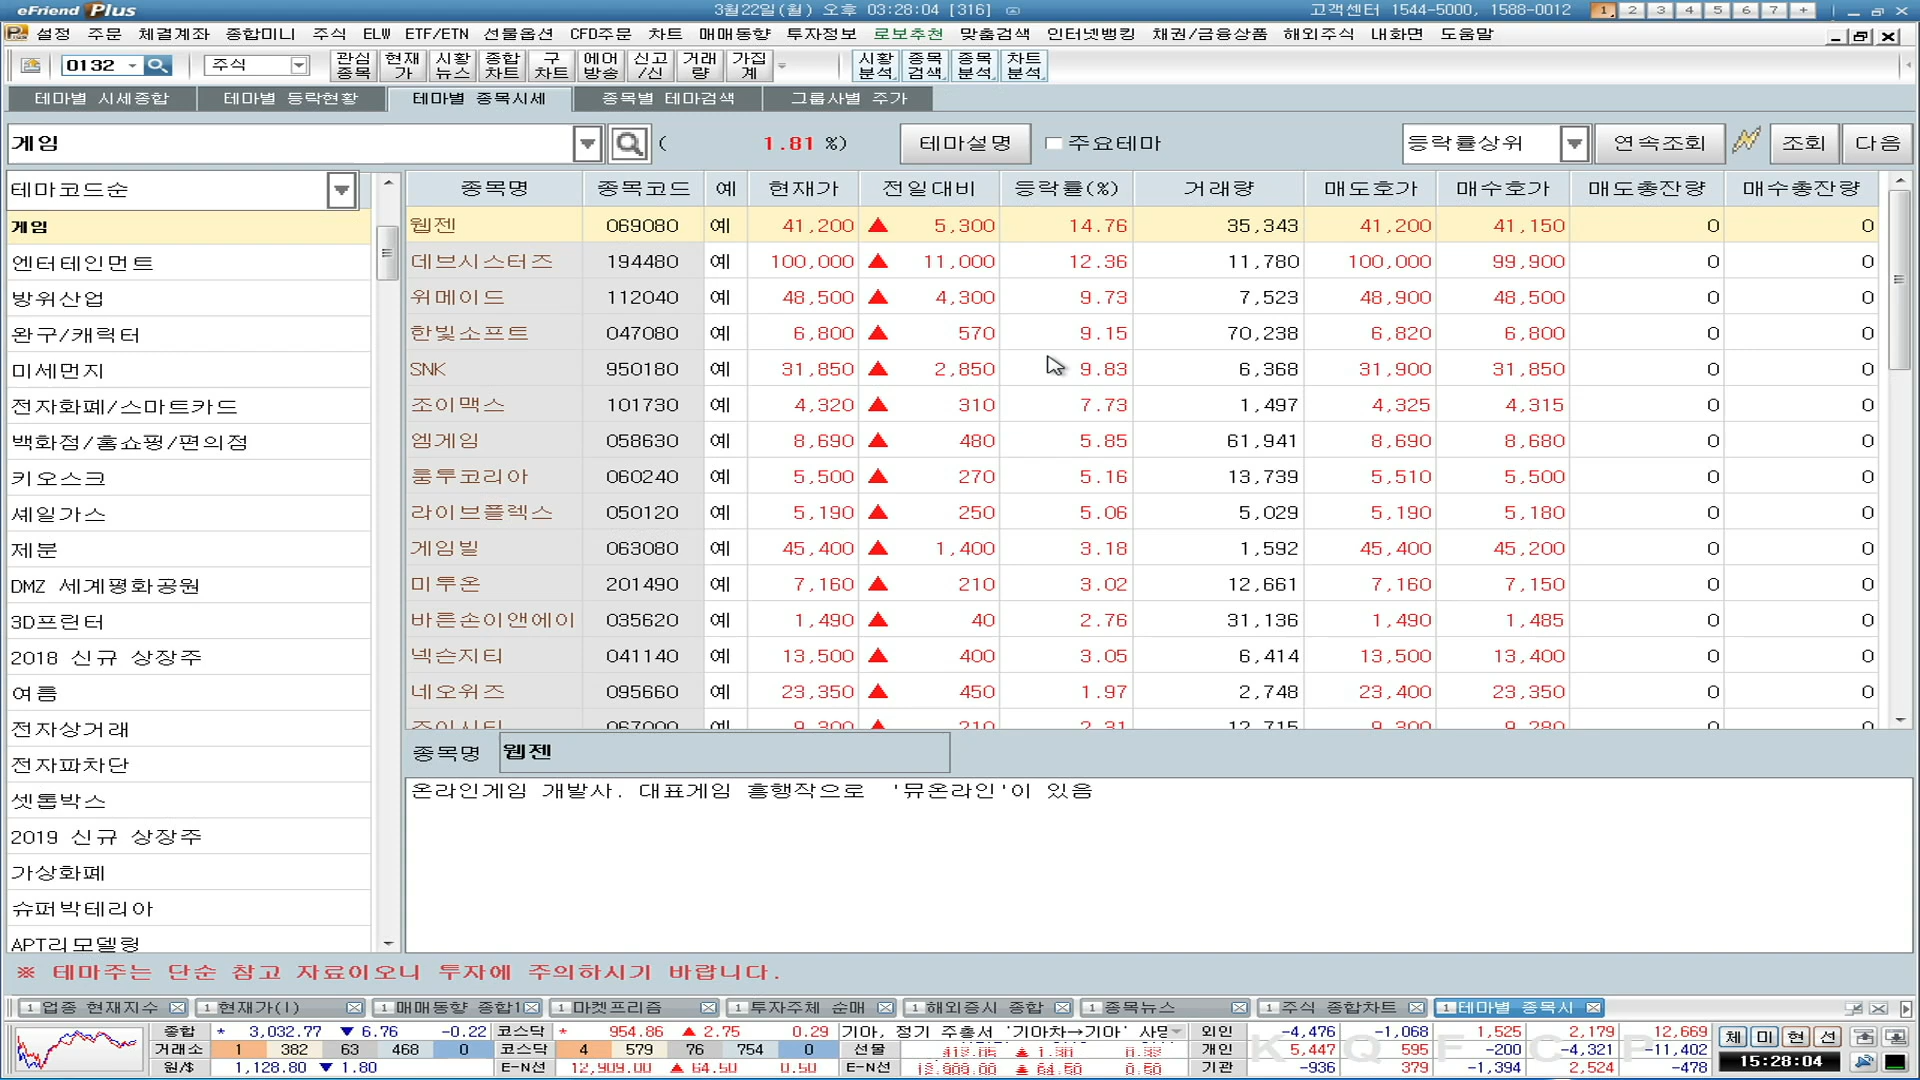 eFriend Plus 3월22일(월) 오후 03:28:04 [316] 고객센터 1544-5000, 1588-0012 1 2 3 4 5 6 7 +
설정 주문 체결계좌 종합미니 주식 ELW ETF/ETN 선물옵션 CFD주문 차트 매매동향 투자정보 로보추천 맞춤검색 인터넷뱅킹 채권/금융상품 해외주식 내화면 도움말
0132 주식 관심종목 현재가 시황뉴스 종합차트 구차트 에어방송 신고/신 거래량 가집계 시황분석 종목검색 종목분석 차트분석
테마별 시세종합 테마별 등락현황 테마별 종목시세 종목별 테마검색 그룹사별 주가
게임 ( 1.81 %) 테마설명 주요테마 등락률상위 연속조회 조회 다음
테마코드순
게임
엔터테인먼트
방위산업
완구/캐릭터
미세먼지
전자화폐/스마트카드
백화점/홈쇼핑/편의점
키오스크
셰일가스
제분
DMZ 세계평화공원
3D프린터
2018 신규 상장주
여름
전자상거래
전자파차단
셋톱박스
2019 신규 상장주
가상화폐
슈퍼박테리아
APT리모델링
종목명 종목코드 예 현재가 전일대비 등락률(%) 거래량 매도호가 매수호가 매도총잔량 매수총잔량
웹젠 069080 예 41,200 ▲ 5,300 14.76 35,343 41,200 41,150 0 0
데브시스터즈 194480 예 100,000 ▲ 11,000 12.36 11,780 100,000 99,900 0 0
위메이드 112040 예 48,500 ▲ 4,300 9.73 7,523 48,900 48,500 0 0
한빛소프트 047080 예 6,800 ▲ 570 9.15 70,238 6,820 6,800 0 0
SNK 950180 예 31,850 ▲ 2,850 9.83 6,368 31,900 31,850 0 0
조이맥스 101730 예 4,320 ▲ 310 7.73 1,497 4,325 4,315 0 0
엠게임 058630 예 8,690 ▲ 480 5.85 61,941 8,690 8,680 0 0
룽투코리아 060240 예 5,500 ▲ 270 5.16 13,739 5,510 5,500 0 0
라이브플렉스 050120 예 5,190 ▲ 250 5.06 5,029 5,190 5,180 0 0
게임빌 063080 예 45,400 ▲ 1,400 3.18 1,592 45,400 45,200 0 0
미투온 201490 예 7,160 ▲ 210 3.02 12,661 7,160 7,150 0 0
바른손이앤에이 035620 예 1,490 ▲ 40 2.76 31,136 1,490 1,485 0 0
넥슨지티 041140 예 13,500 ▲ 400 3.05 6,414 13,500 13,400 0 0
네오위즈 095660 예 23,350 ▲ 450 1.97 2,748 23,400 23,350 0 0
조이시티 067000 예 9,300 ▲ 210 2.31 12,715 9,300 9,280 0 0
종목명 웹젠
온라인게임 개발사. 대표게임 흥행작으로 '뮤온라인'이 있음
※ 테마주는 단순 참고 자료이오니 투자에 주의하시기 바랍니다.
1 업종 현재지수 1 현재가(I) 1 매매동향 종합1 1 마켓프리즘 1 투자주체 순매 1 해외증시 종합 1 종목뉴스 1 주식 종합차트 1 테마별 종목시
종합 * 3,032.77 ▼ 6.76 -0.22 코스닥 * 954.86 ▲ 2.75 0.29 기아, 정기 주총서 '기아차→기아' 사명 외인 -4,476 -1,068 1,525 2,179 12,669 체 미 현 선
거래소 1 382 63 468 0 코스닥 4 579 76 754 0 선물 개인 5,447 595 -200 -4,321 -11,402
원/$ 1,128.80 ▼ 1.80 E-N선 12,909.00 ▲ 64.50 0.50 E-N선 기관 -936 379 -1,394 2,524 -478 15:28:04
K Q F C P